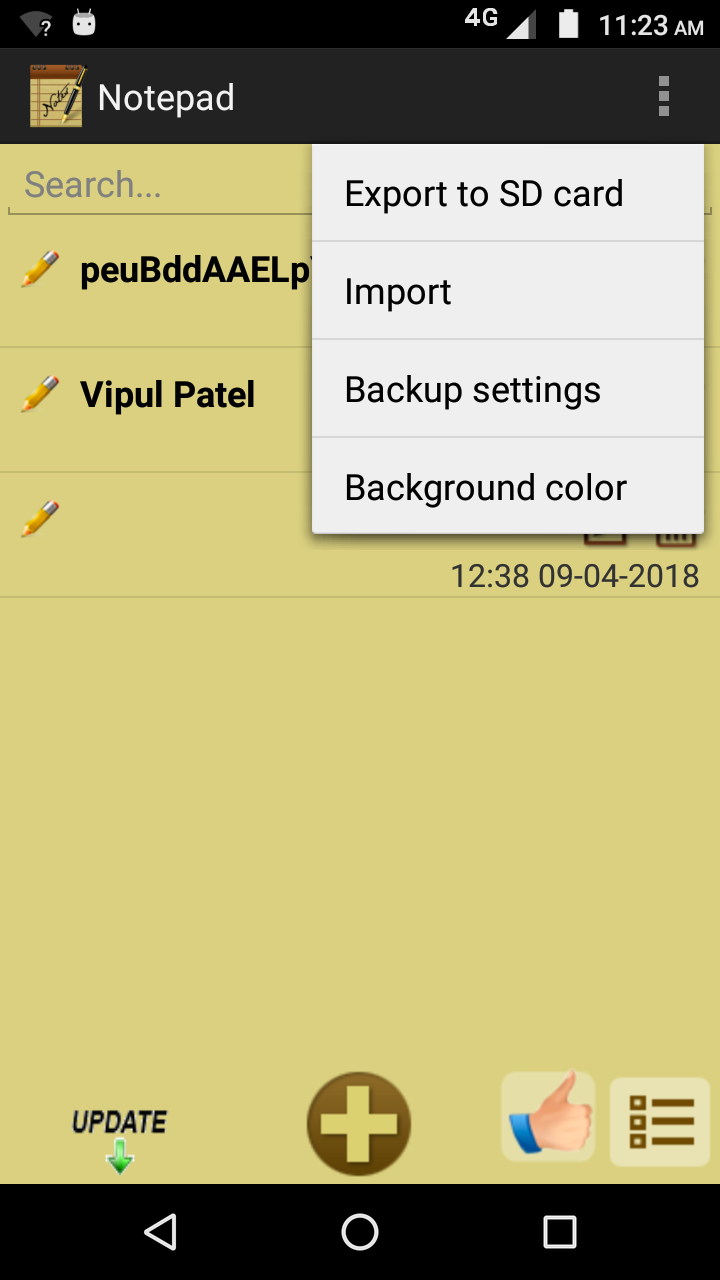 4G 11:23 AM
Notes
Notepad
Search...
Export to SD card
Import
Backup settings
Background color
peuBddAAELp
Vipul Patel
12:38 09-04-2018
UPDATE